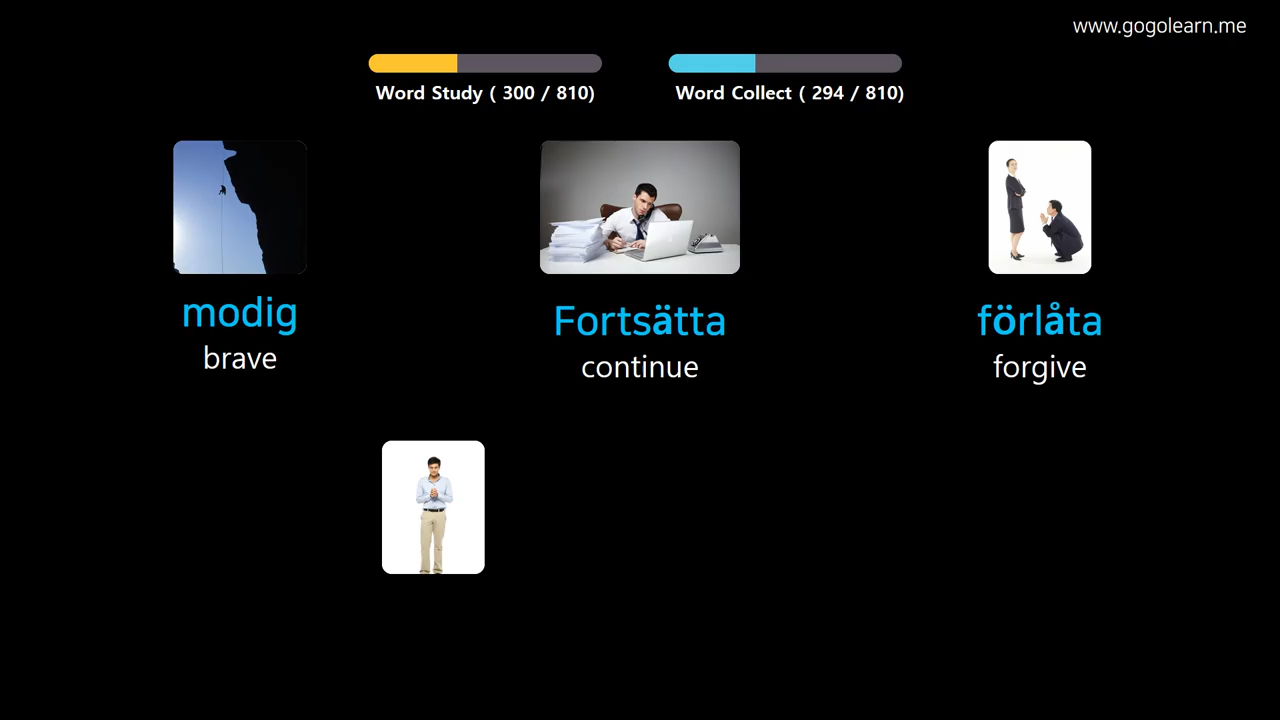 www.gogolearn.me
Word Study ( 300 / 810)
Word Collect ( 294 / 810)
modig
brave
Fortsätta
continue
förlåta
forgive